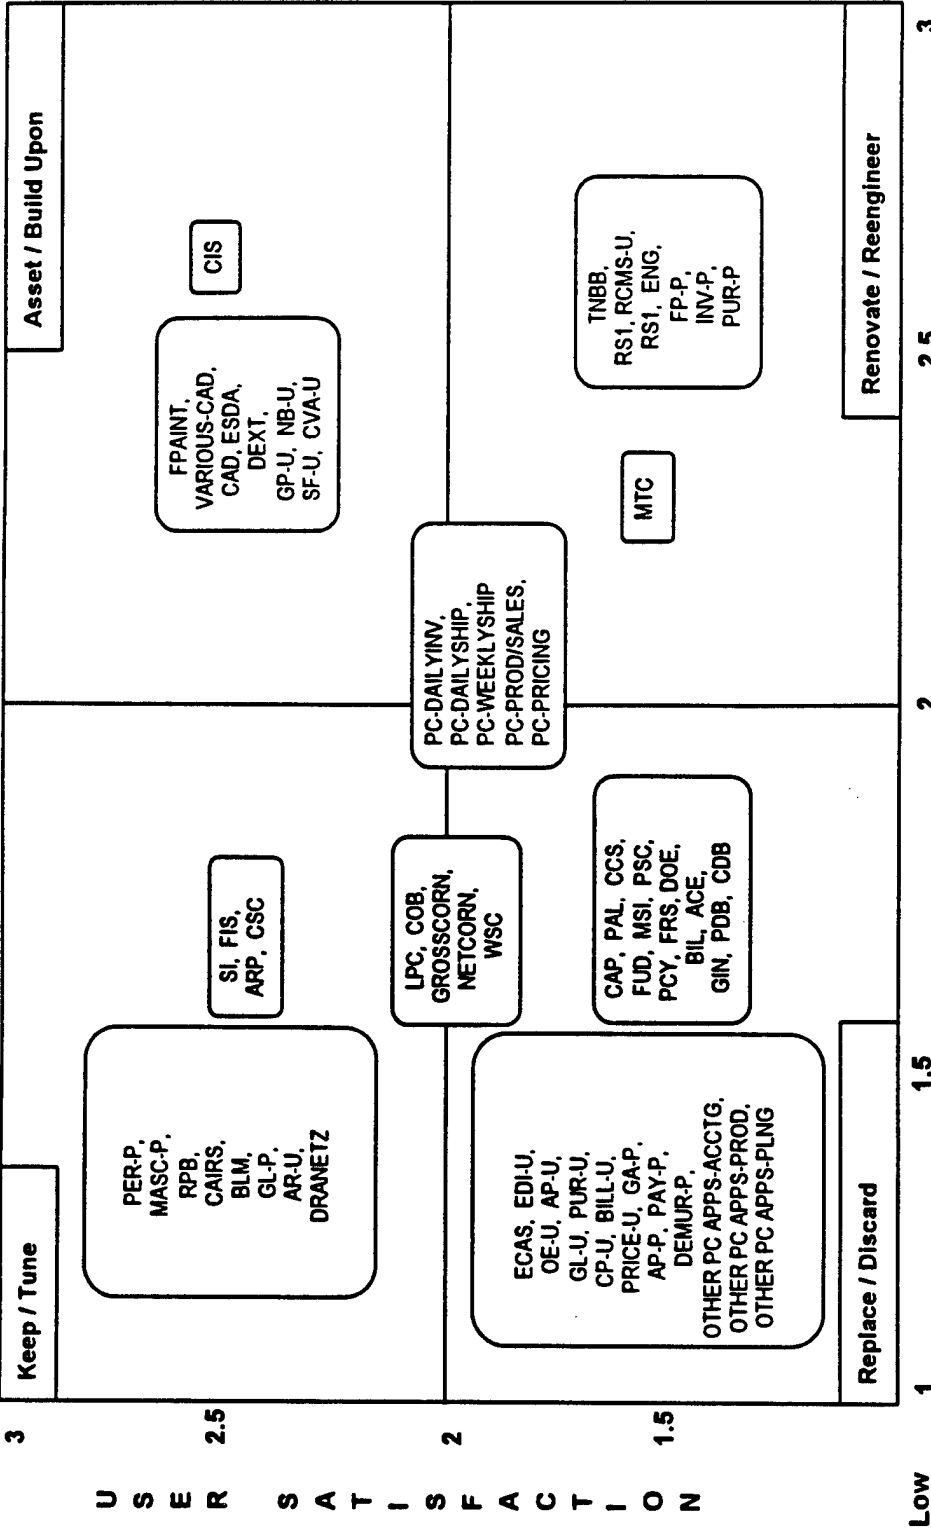 Keep / Tune
Asset / Build Upon
PER-P,
MASC-P,
RPB,
CAIRS,
BLM,
GL-P,
AR-U,
DRANETZ
SI, FIS,
ARP, CSC
FPAINT,
VARIOUS-CAD,
CAD, ESDA,
DEXT,
GP-U, NB-U,
SF-U, CVA-U
CIS
LPC, COB,
GROSSCORN,
NETCORN,
WSC
PC-DAILYINV,
PC-DAILYSHIP,
PC-WEEKLYSHIP
PC-PROD/SALES,
PC-PRICING
ECAS, EDI-U,
OE-U, AP-U,
GL-U, PUR-U,
CP-U, BILL-U,
PRICE-U, GA-P,
AP-P, PAY-P,
DEMUR-P,
OTHER PC APPS-ACCTG,
OTHER PC APPS-PROD,
OTHER PC APPS-PLNG
CAP, PAL, CCS,
FUD, MSI, PSC,
PCY, FRS, DOE,
BIL, ACE,
GIN, PDB, CDB
MTC
TNBB,
RS1, RCMS-U,
RS1, ENG,
FP-P,
INV-P,
PUR-P
Replace / Discard
Renovate / Reengineer
3
2.5
2
1.5
USER SATISFACTION
Low
1
1.5
2
2.5
3